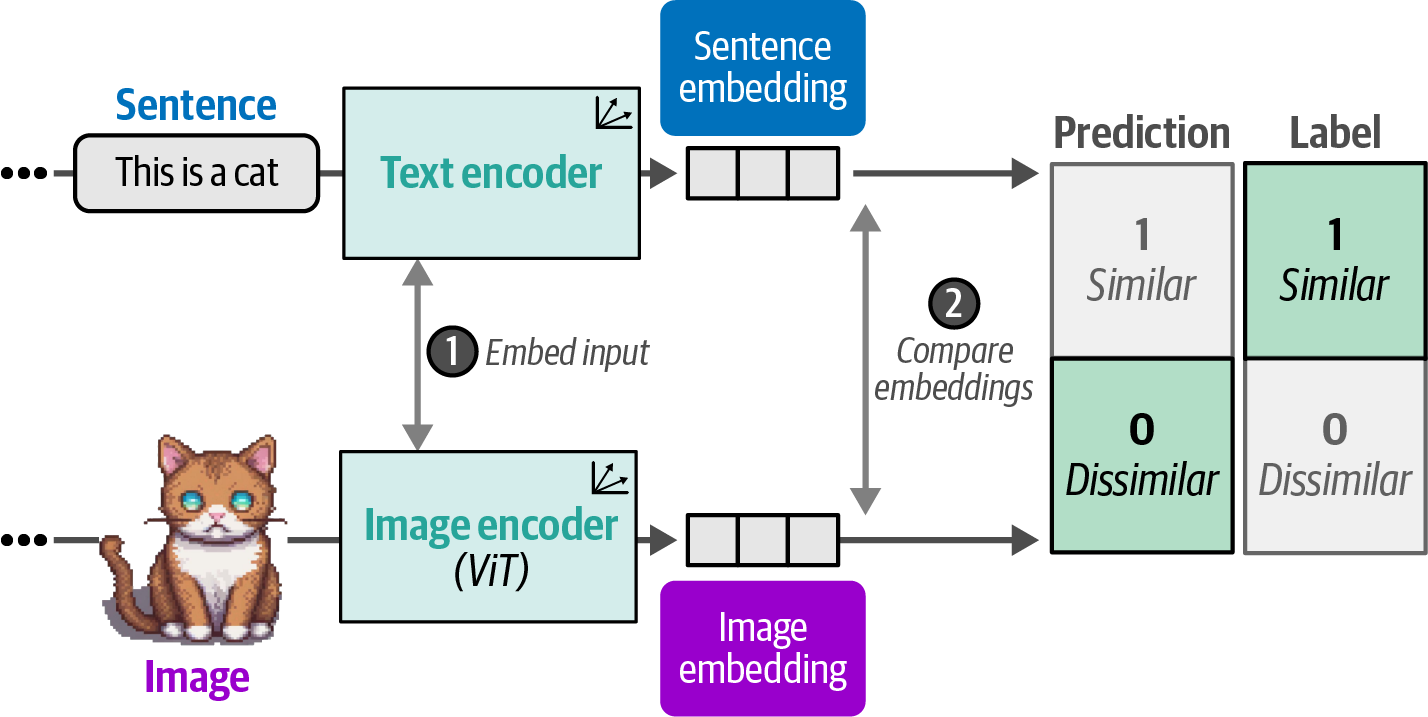 Sentence
embedding
Sentence
This is a cat
Text encoder
Prediction
Label
1
Similar
1
Similar
1
Embed input
2
Compare
embeddings
0
Dissimilar
0
Dissimilar
Image encoder
(ViT)
Image
Image
embedding